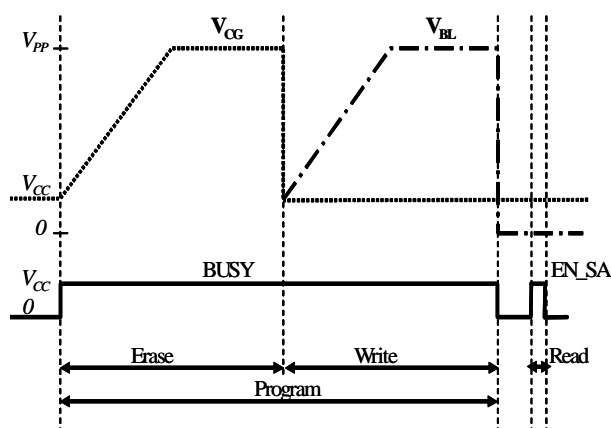 V_CG V_BL
V_PP
V_CC
0
V_CC BUSY EN_SA
0
Erase Write Read
Program